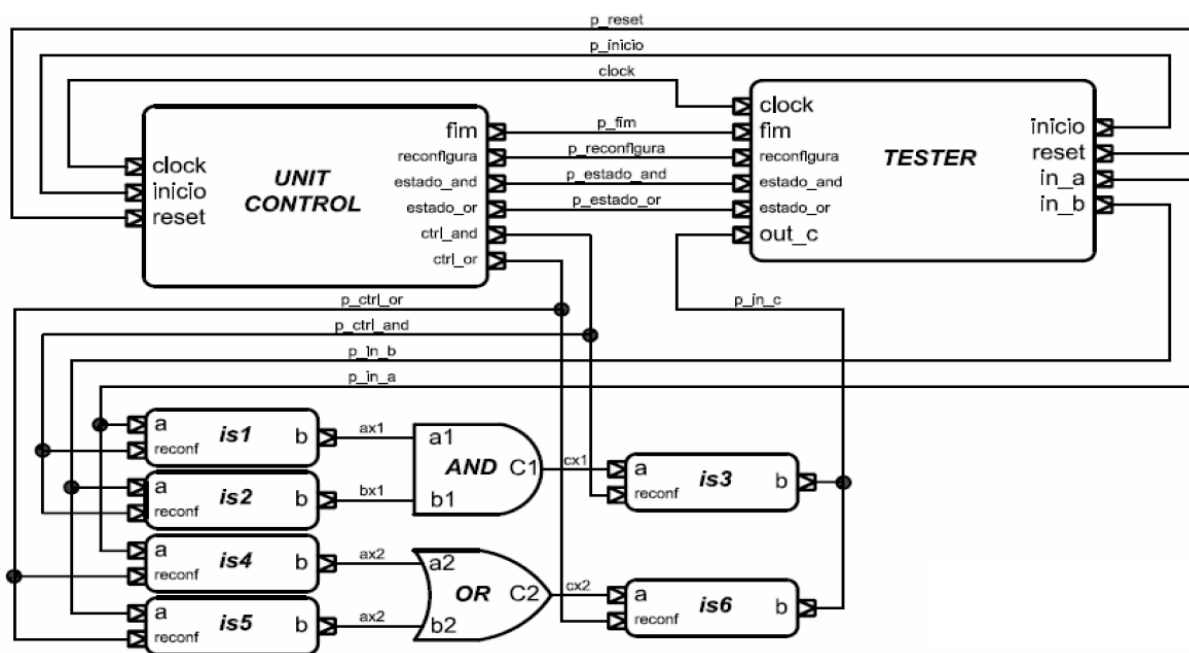 p_reset
p_inicio
clock
UNIT
CONTROL
clock
inicio
reset
fim
reconfigura
estado_and
estado_or
ctrl_and
ctrl_or
p_fim
p_reconfigura
p_estado_and
p_estado_or
TESTER
clock
fim
reconfigura
estado_and
estado_or
out_c
inicio
reset
in_a
in_b
p_ctrl_or
p_ctrl_and
p_in_b
p_in_a
p_in_c
a
reconf
is1
b
ax1
a
reconf
is2
b
bx1
a1
b1
AND
C1
cx1
a
reconf
is3
b
a
reconf
is4
b
ax2
a
reconf
is5
b
ax2
a2
b2
OR
C2
cx2
a
reconf
is6
b